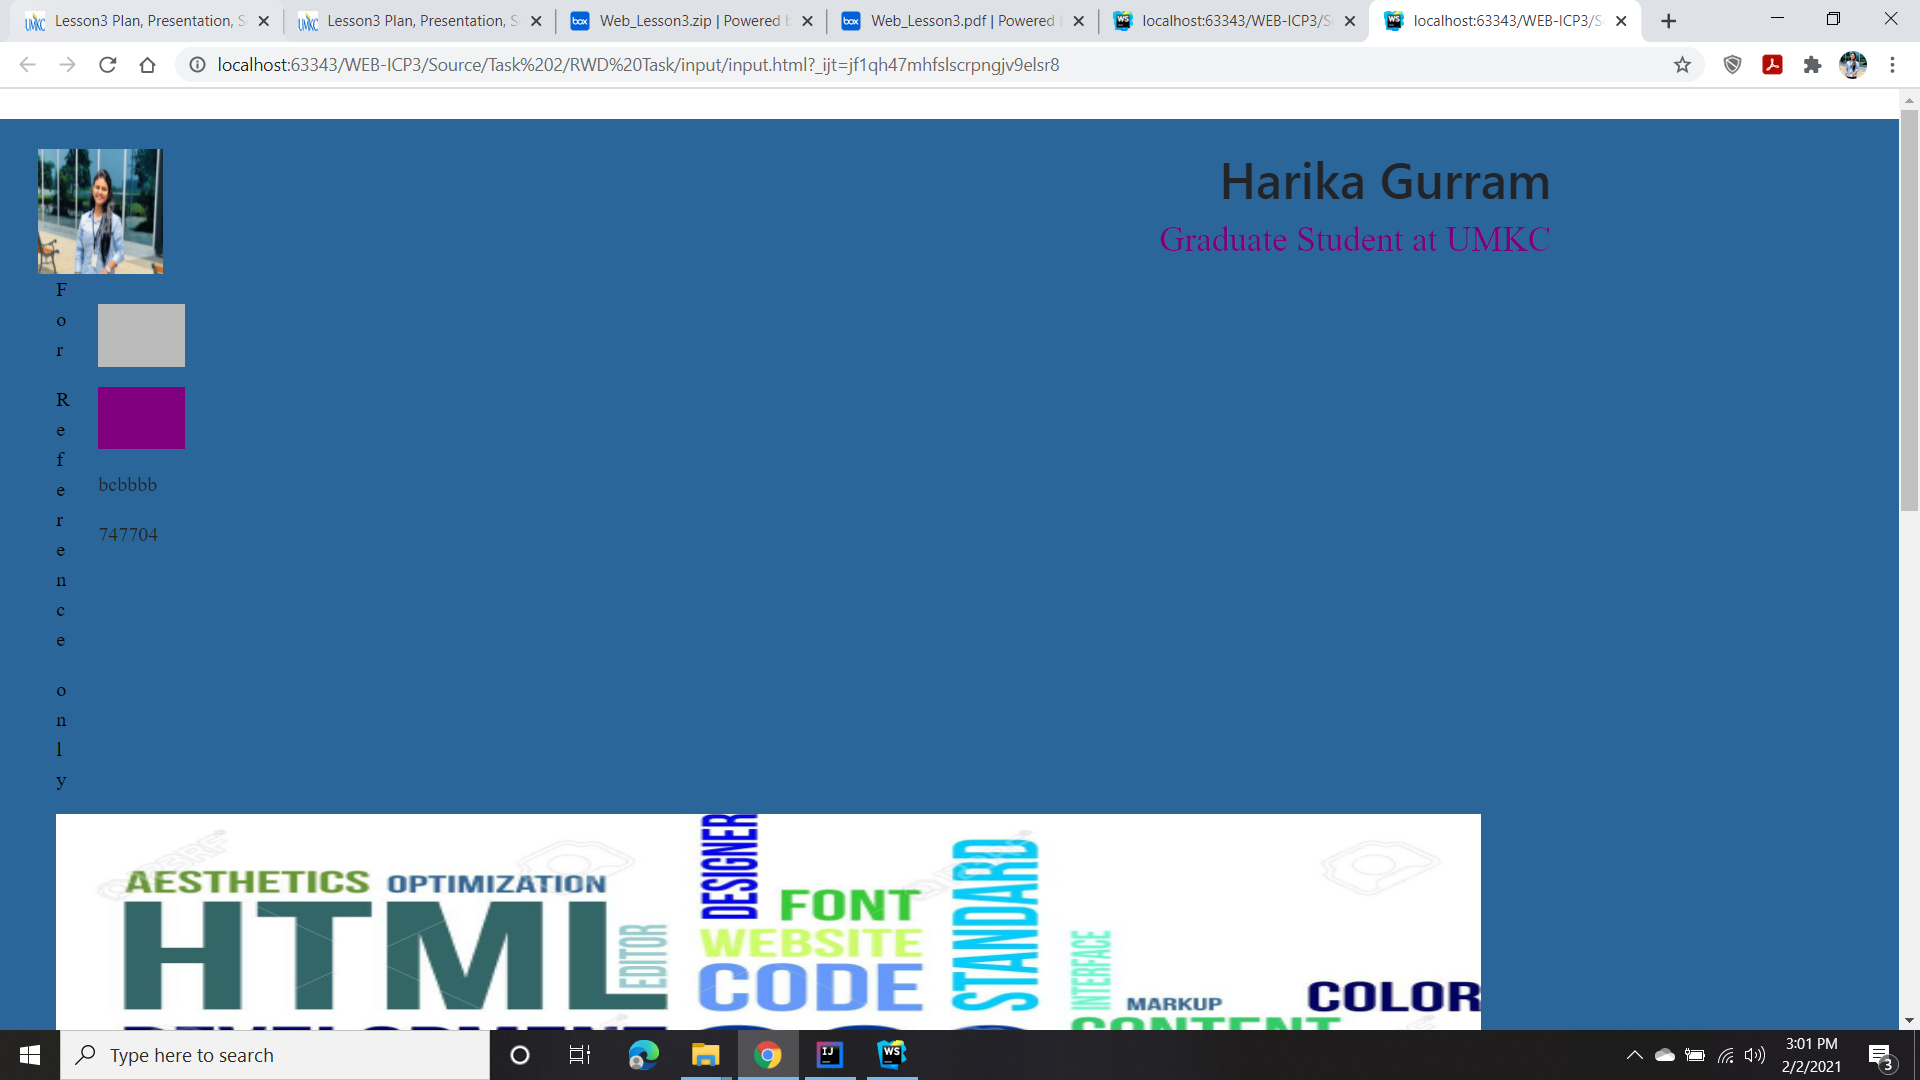 Lesson3 Plan, Presentation, S
Lesson3 Plan, Presentation, S
Web_Lesson3.zip | Powered b
Web_Lesson3.pdf | Powered
localhost:63343/WEB-ICP3/S
localhost:63343/WEB-ICP3/S
localhost:63343/WEB-ICP3/Source/Task%202/RWD%20Task/input/input.html?_ijt=jf1qh47mhfslscrpngjv9elsr8
Harika Gurram
Graduate Student at UMKC
F
o
r
R
e
f
e
r
e
n
c
e
o
n
l
y
bcbbbb
747704
AESTHETICS
OPTIMIZATION
HTML
EDITOR
DESIGNER
FONT
WEBSITE
CODE
STANDARD
INTERFACE
MARKUP
COLOR
DEVELOPMENT
CONTENT
Type here to search
3:01 PM
2/2/2021
3